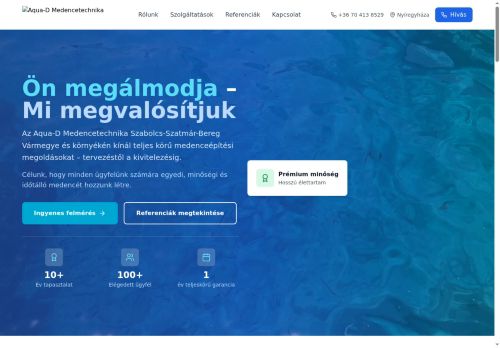 Aqua-D Medencetechnika
Rólunk Szolgáltatások Referenciák Kapcsolat
+36 70 413 6529 Nyíregyháza Hívás
Ön megálmodja –
Mi megvalósítjuk
Az Aqua-D Medencetechnika Szabolcs-Szatmár-Bereg
Vármegye és környékén kínál teljes körű medenceépítési
megoldásokat – tervezéstől a kivitelezésig.
Célunk, hogy minden ügyfelünk számára egyedi, minőségi és
időtálló medencét hozzunk létre.
Ingyenes felmérés → Referenciák megtekintése
Prémium minőség
Hosszú élettartam
10+ 100+ 1
Év tapasztalat Elégedett ügyfél év teljeskörű garancia